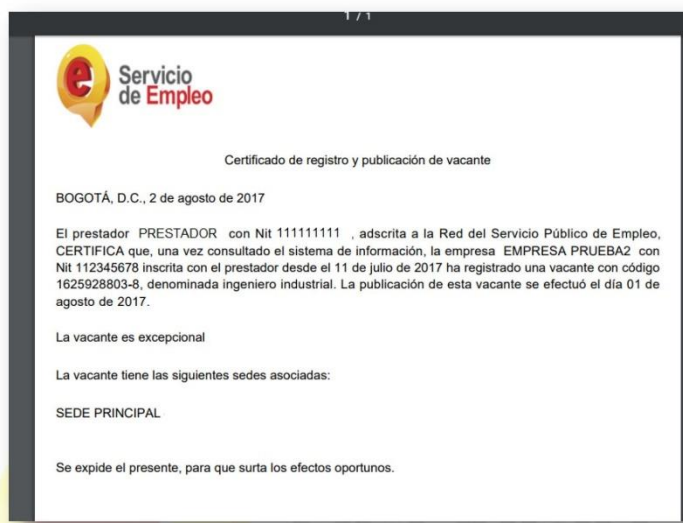 1 / 1
e
Servicio
de Empleo
Certificado de registro y publicación de vacante
BOGOTÁ, D.C., 2 de agosto de 2017
El prestador PRESTADOR con Nit 111111111 , adscrita a la Red del Servicio Público de Empleo,
CERTIFICA que, una vez consultado el sistema de información, la empresa EMPRESA PRUEBA2 con
Nit 112345678 inscrita con el prestador desde el 11 de julio de 2017 ha registrado una vacante con código
1625928803-8, denominada ingeniero industrial. La publicación de esta vacante se efectuó el día 01 de
agosto de 2017.
La vacante es excepcional
La vacante tiene las siguientes sedes asociadas:
SEDE PRINCIPAL
Se expide el presente, para que surta los efectos oportunos.